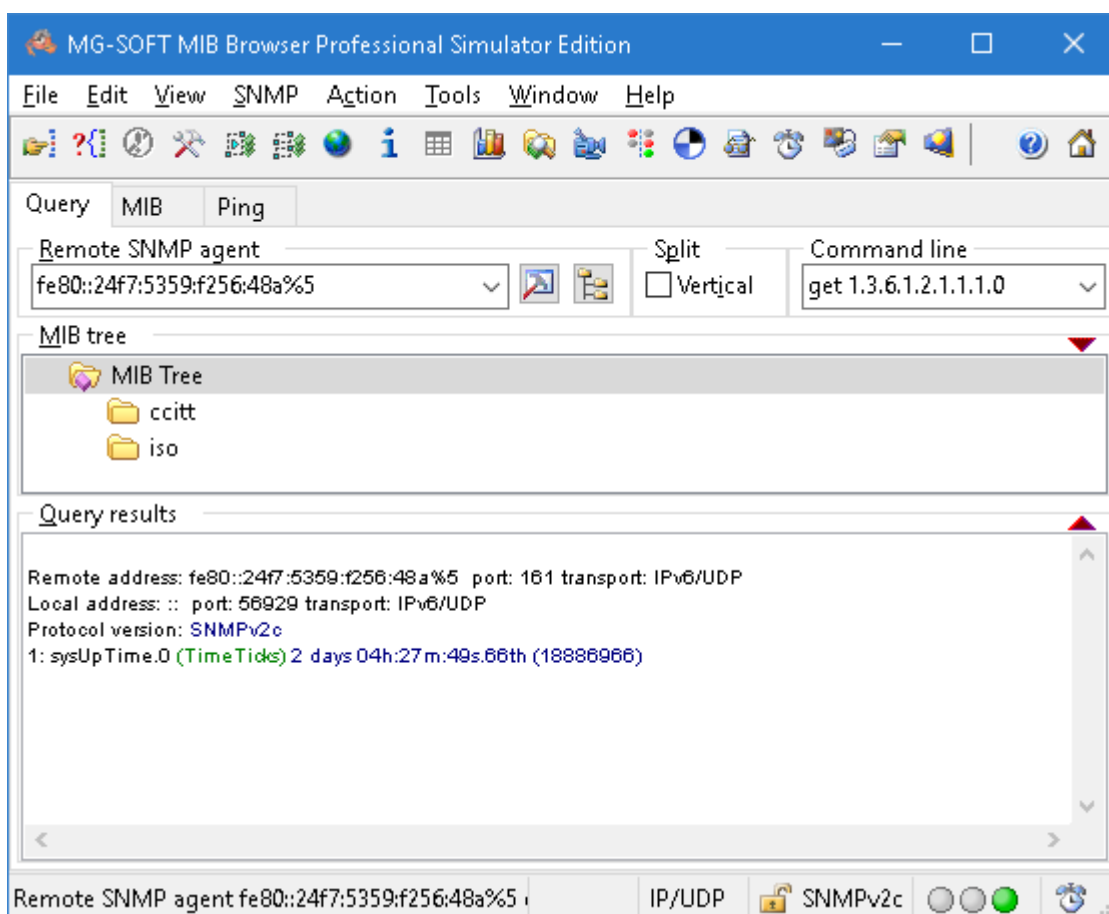 MG-SOFT MIB Browser Professional Simulator Edition
File Edit View SNMP Action Tools Window Help
Query MIB Ping
Remote SNMP agent Split Command line
fe80::24f7:5359:f256:48a%5 Vertical get 1.3.6.1.2.1.1.1.0
MIB tree
MIB Tree
ccitt
iso
Query results
Remote address: fe80::24f7:5359:f256:48a%5 port: 161 transport: IPv6/UDP
Local address: :: port: 56929 transport: IPv6/UDP
Protocol version: SNMPv2c
1: sysUpTime.0 (TimeTicks) 2 days 04h:27m:49s.66th (18886966)
Remote SNMP agent fe80::24f7:5359:f256:48a%5 IP/UDP SNMPv2c